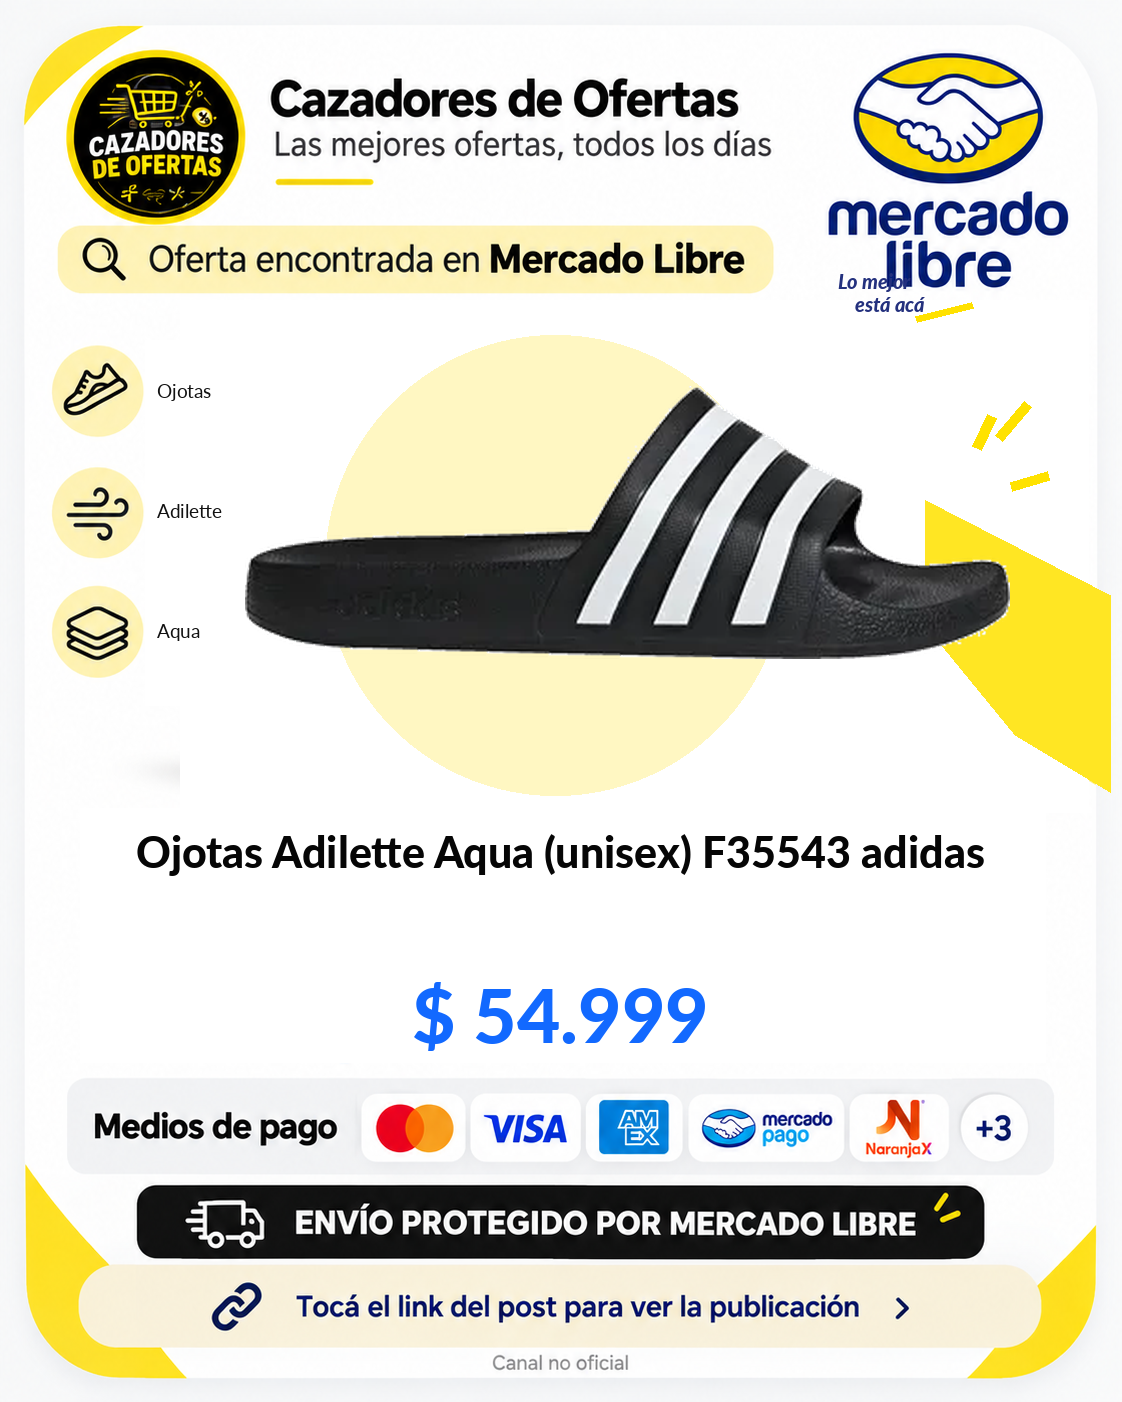 CAZADORES
DE OFERTAS
Cazadores de Ofertas
Las mejores ofertas, todos los días
mercado
libre
Lo mejor
está acá
Oferta encontrada en Mercado Libre
Ojotas
Adilette
Aqua
adidas
Ojotas Adilette Aqua (unisex) F35543 adidas
$ 54.999
Medios de pago
VISA
AM
EX
mercado
pago
N
NaranjaX
+3
ENVÍO PROTEGIDO POR MERCADO LIBRE
Tocá el link del post para ver la publicación
Canal no oficial